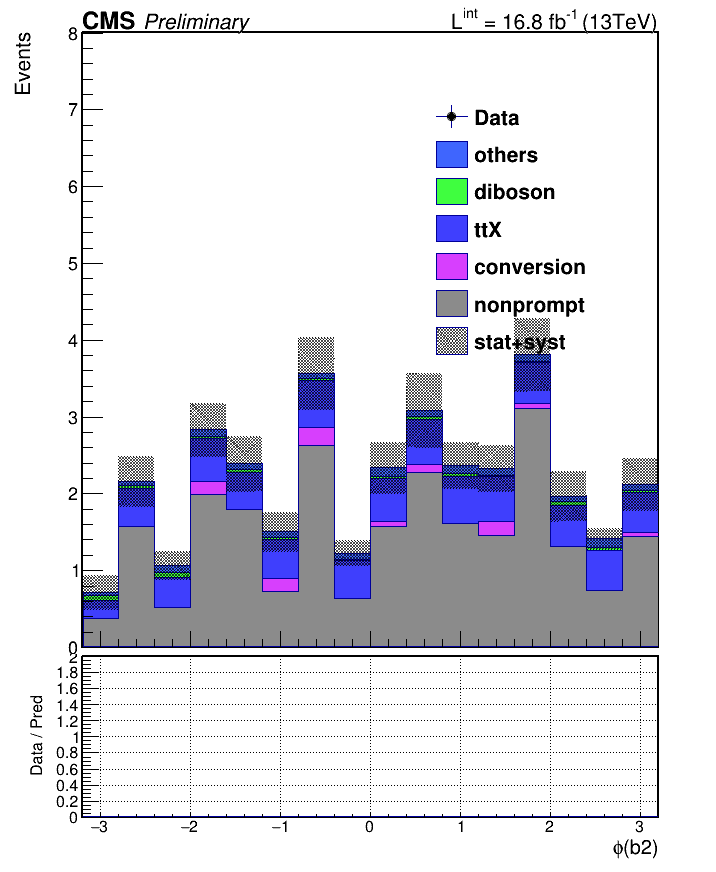 CMS Preliminary
L^int = 16.8 fb^-1 (13TeV)
Events
8
7
6
5
4
3
2
1
0
Data
others
diboson
ttX
conversion
nonprompt
stat+syst
Data / Pred
2
1.8
1.6
1.4
1.2
1
0.8
0.6
0.4
0.2
0
−3 −2 −1 0 1 2 3
ϕ(b2)